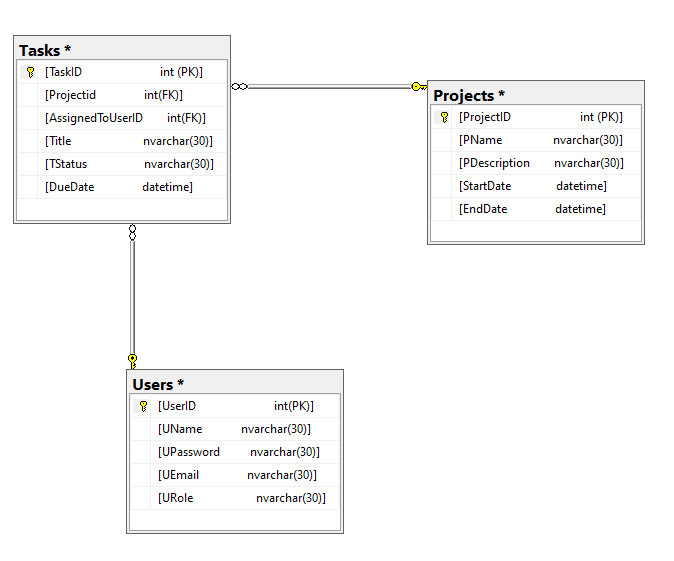 Tasks *
[TaskID int (PK)]
[Projectid int(FK)]
[AssignedToUserID int(FK)]
[Title nvarchar(30)]
[TStatus nvarchar(30)]
[DueDate datetime]
Projects *
[ProjectID int (PK)]
[PName nvarchar(30)]
[PDescription nvarchar(30)]
[StartDate datetime]
[EndDate datetime]
Users *
[UserID int(PK)]
[UName nvarchar(30)]
[UPassword nvarchar(30)]
[UEmail nvarchar(30)]
[URole nvarchar(30)]